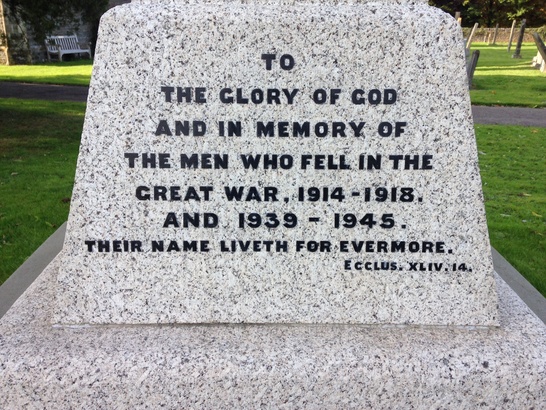 TO
THE GLORY OF GOD
AND IN MEMORY OF
THE MEN WHO FELL IN THE
GREAT WAR, 1914-1918.
AND 1939 - 1945.
THEIR NAME LIVETH FOR EVERMORE.
ECCLUS. XLIV. 14.